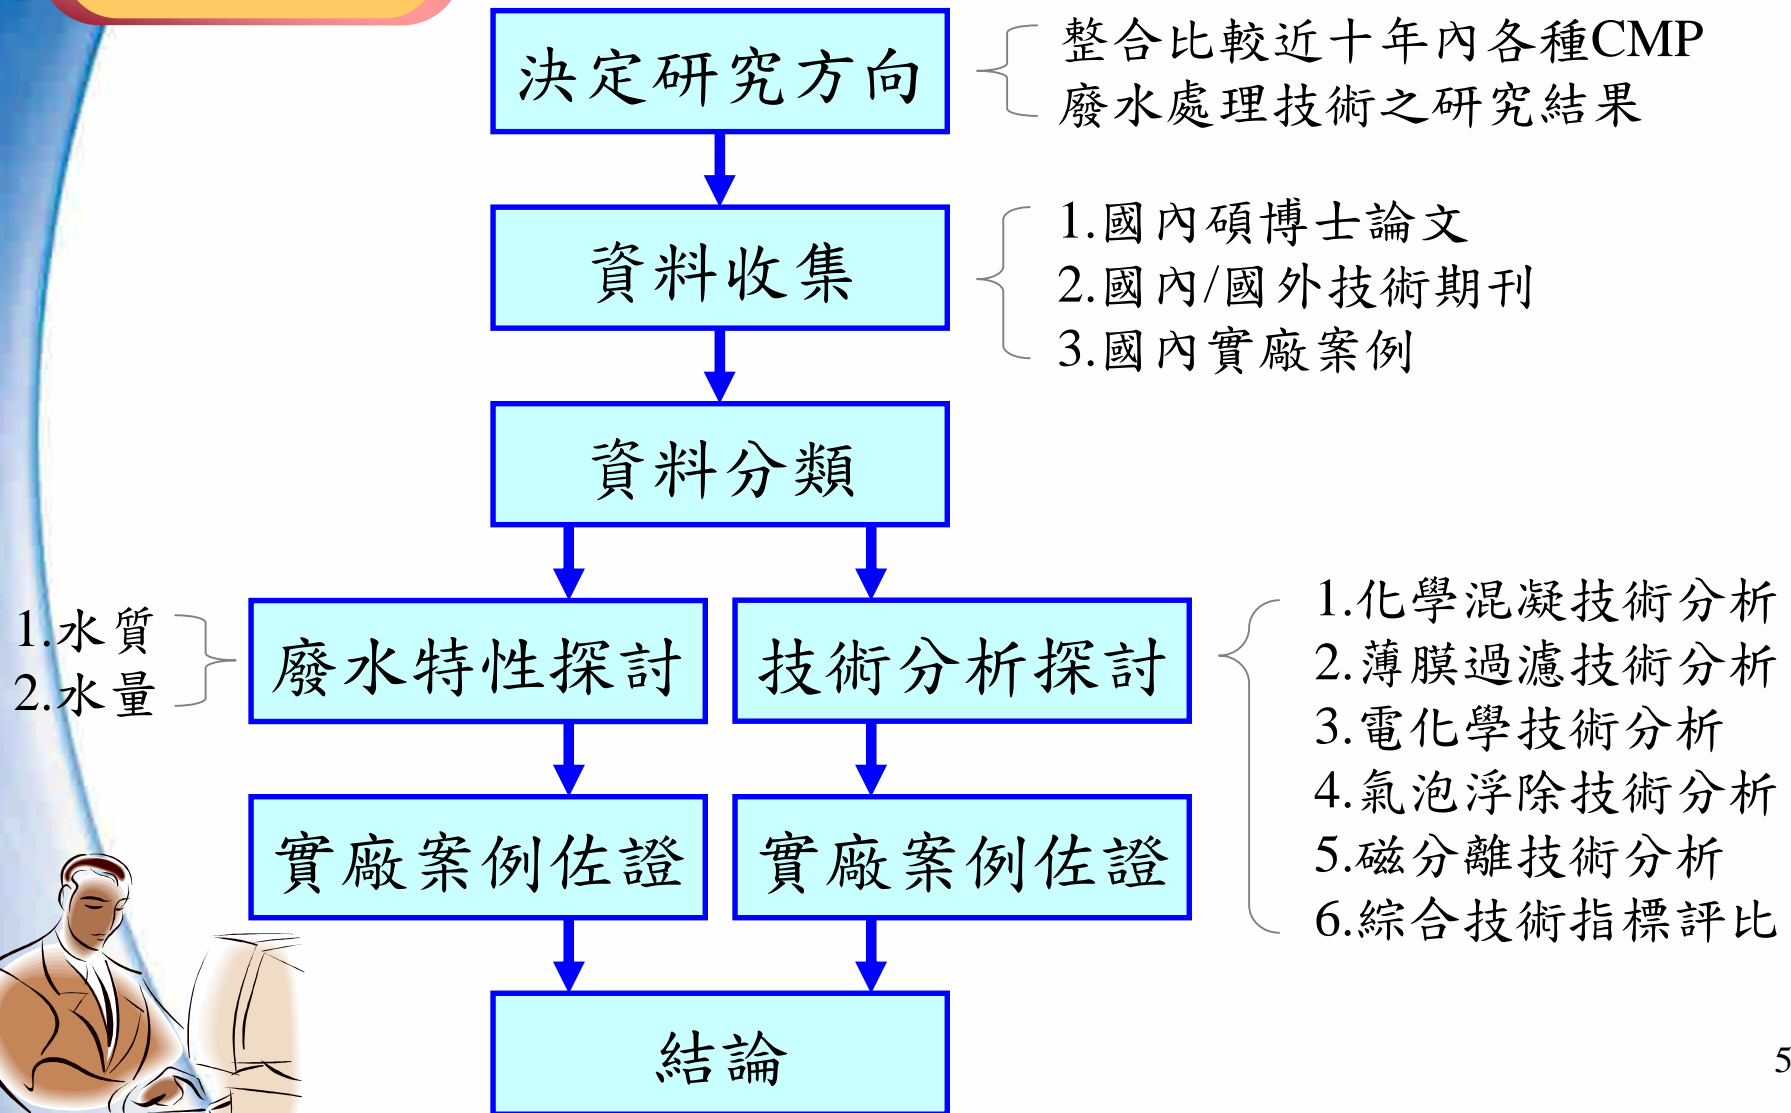 決定研究方向
整合比較近十年內各種CMP
廢水處理技術之研究結果
資料收集
1.國內碩博士論文
2.國內/國外技術期刊
3.國內實廠案例
資料分類
1.水質
2.水量
廢水特性探討
技術分析探討
1.化學混凝技術分析
2.薄膜過濾技術分析
3.電化學技術分析
4.氣泡浮除技術分析
5.磁分離技術分析
6.綜合技術指標評比
實廠案例佐證
實廠案例佐證
結論
5